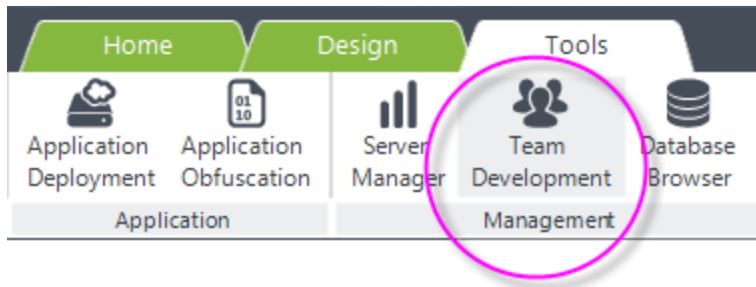 Home Design Tools
01
10
Application Application Server Team Database
Deployment Obfuscation Manager Development Browser
Application Management